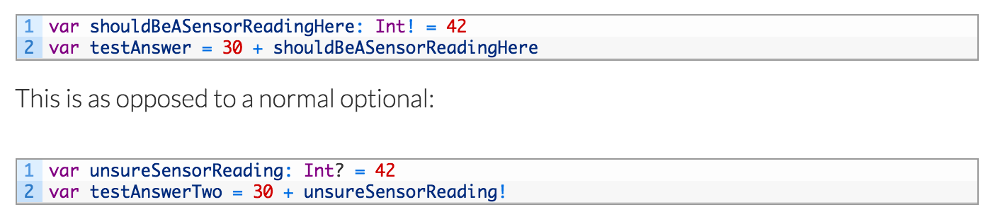 1 var shouldBeASensorReadingHere: Int! = 42
2 var testAnswer = 30 + shouldBeASensorReadingHere
This is as opposed to a normal optional:
1 var unsureSensorReading: Int? = 42
2 var testAnswerTwo = 30 + unsureSensorReading!